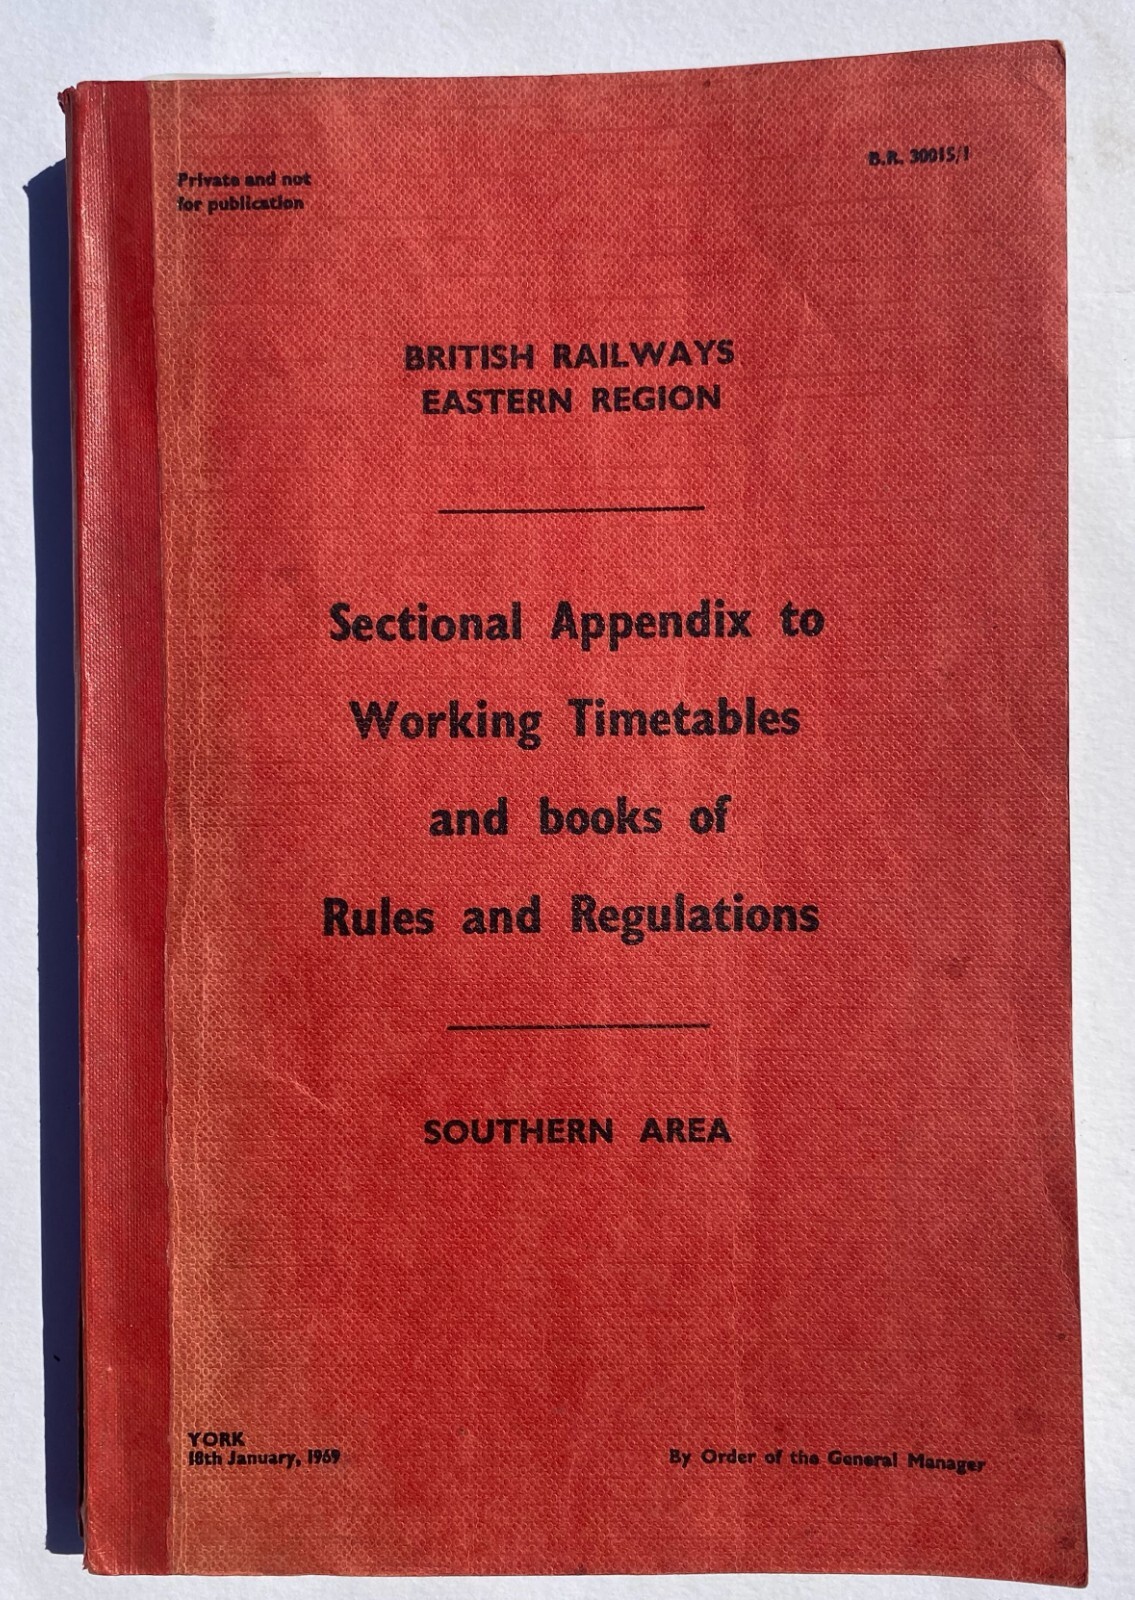 B.R. 30015/1
Private and not
for publication
BRITISH RAILWAYS
EASTERN REGION
Sectional Appendix to
Working Timetables
and books of
Rules and Regulations
SOUTHERN AREA
YORK
18th January, 1969
By Order of the General Manager